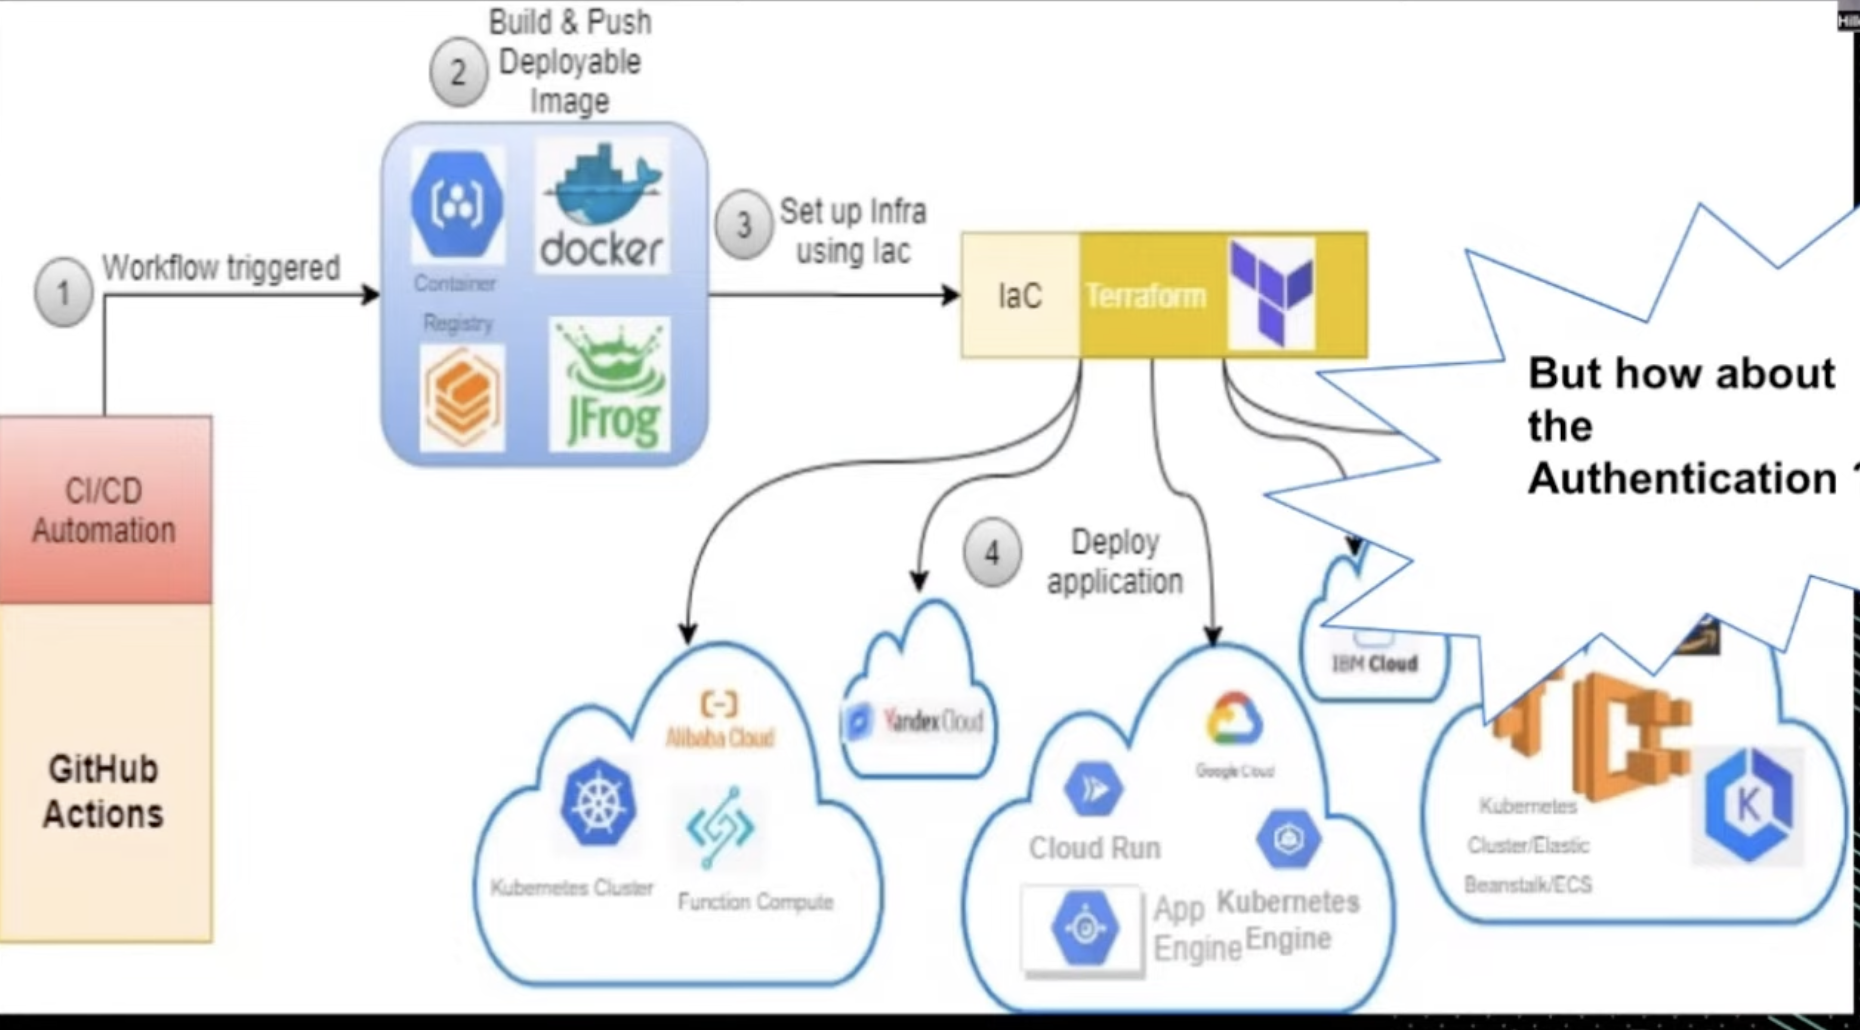 Build & Push
Deployable
Image
2
Container
Registry
docker
JFrog
1
Workflow triggered
3
Set up Infra
using Iac
IaC
Terraform
But how about
the
Authentication
CI/CD
Automation
GitHub
Actions
4
Deploy
application
Alibaba Cloud
Kubernetes Cluster
Function Compute
Yandex Cloud
Google Cloud
Cloud Run
App
Engine
Kubernetes
Engine
IBM Cloud
Kubernetes
Cluster/Elastic
Beanstalk/ECS
K